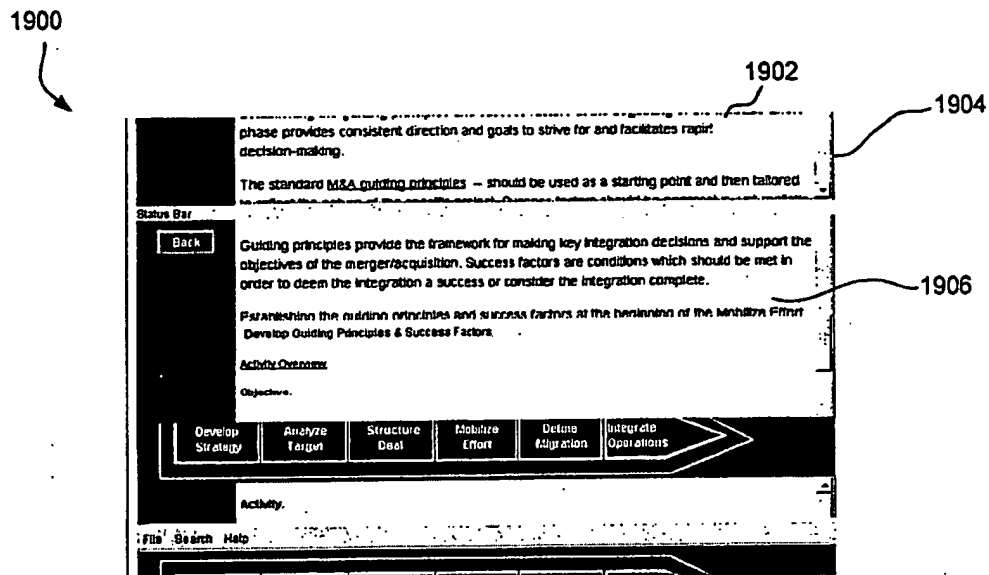 1900
1902
1904
phase provides consistent direction and goals to strive for and facilitates rapid
decision-making.
The standard M&A guiding principles – should be used as a starting point and then tailored
Status Bar
Back
Guiding principles provide the framework for making key integration decisions and support the
objectives of the merger/acquisition. Success factors are conditions which should be met in
order to deem the integration a success or consider the integration complete.
1906
Establishing the guiding principles and success factors at the beginning of the Mobilize Effort
Develop Guiding Principles & Success Factors
Activity Overview
Objective.
Develop Strategy
Analyze Target
Structure Deal
Mobilize Effort
Define Migration
Integrate Operations
Activity.
File Search Help